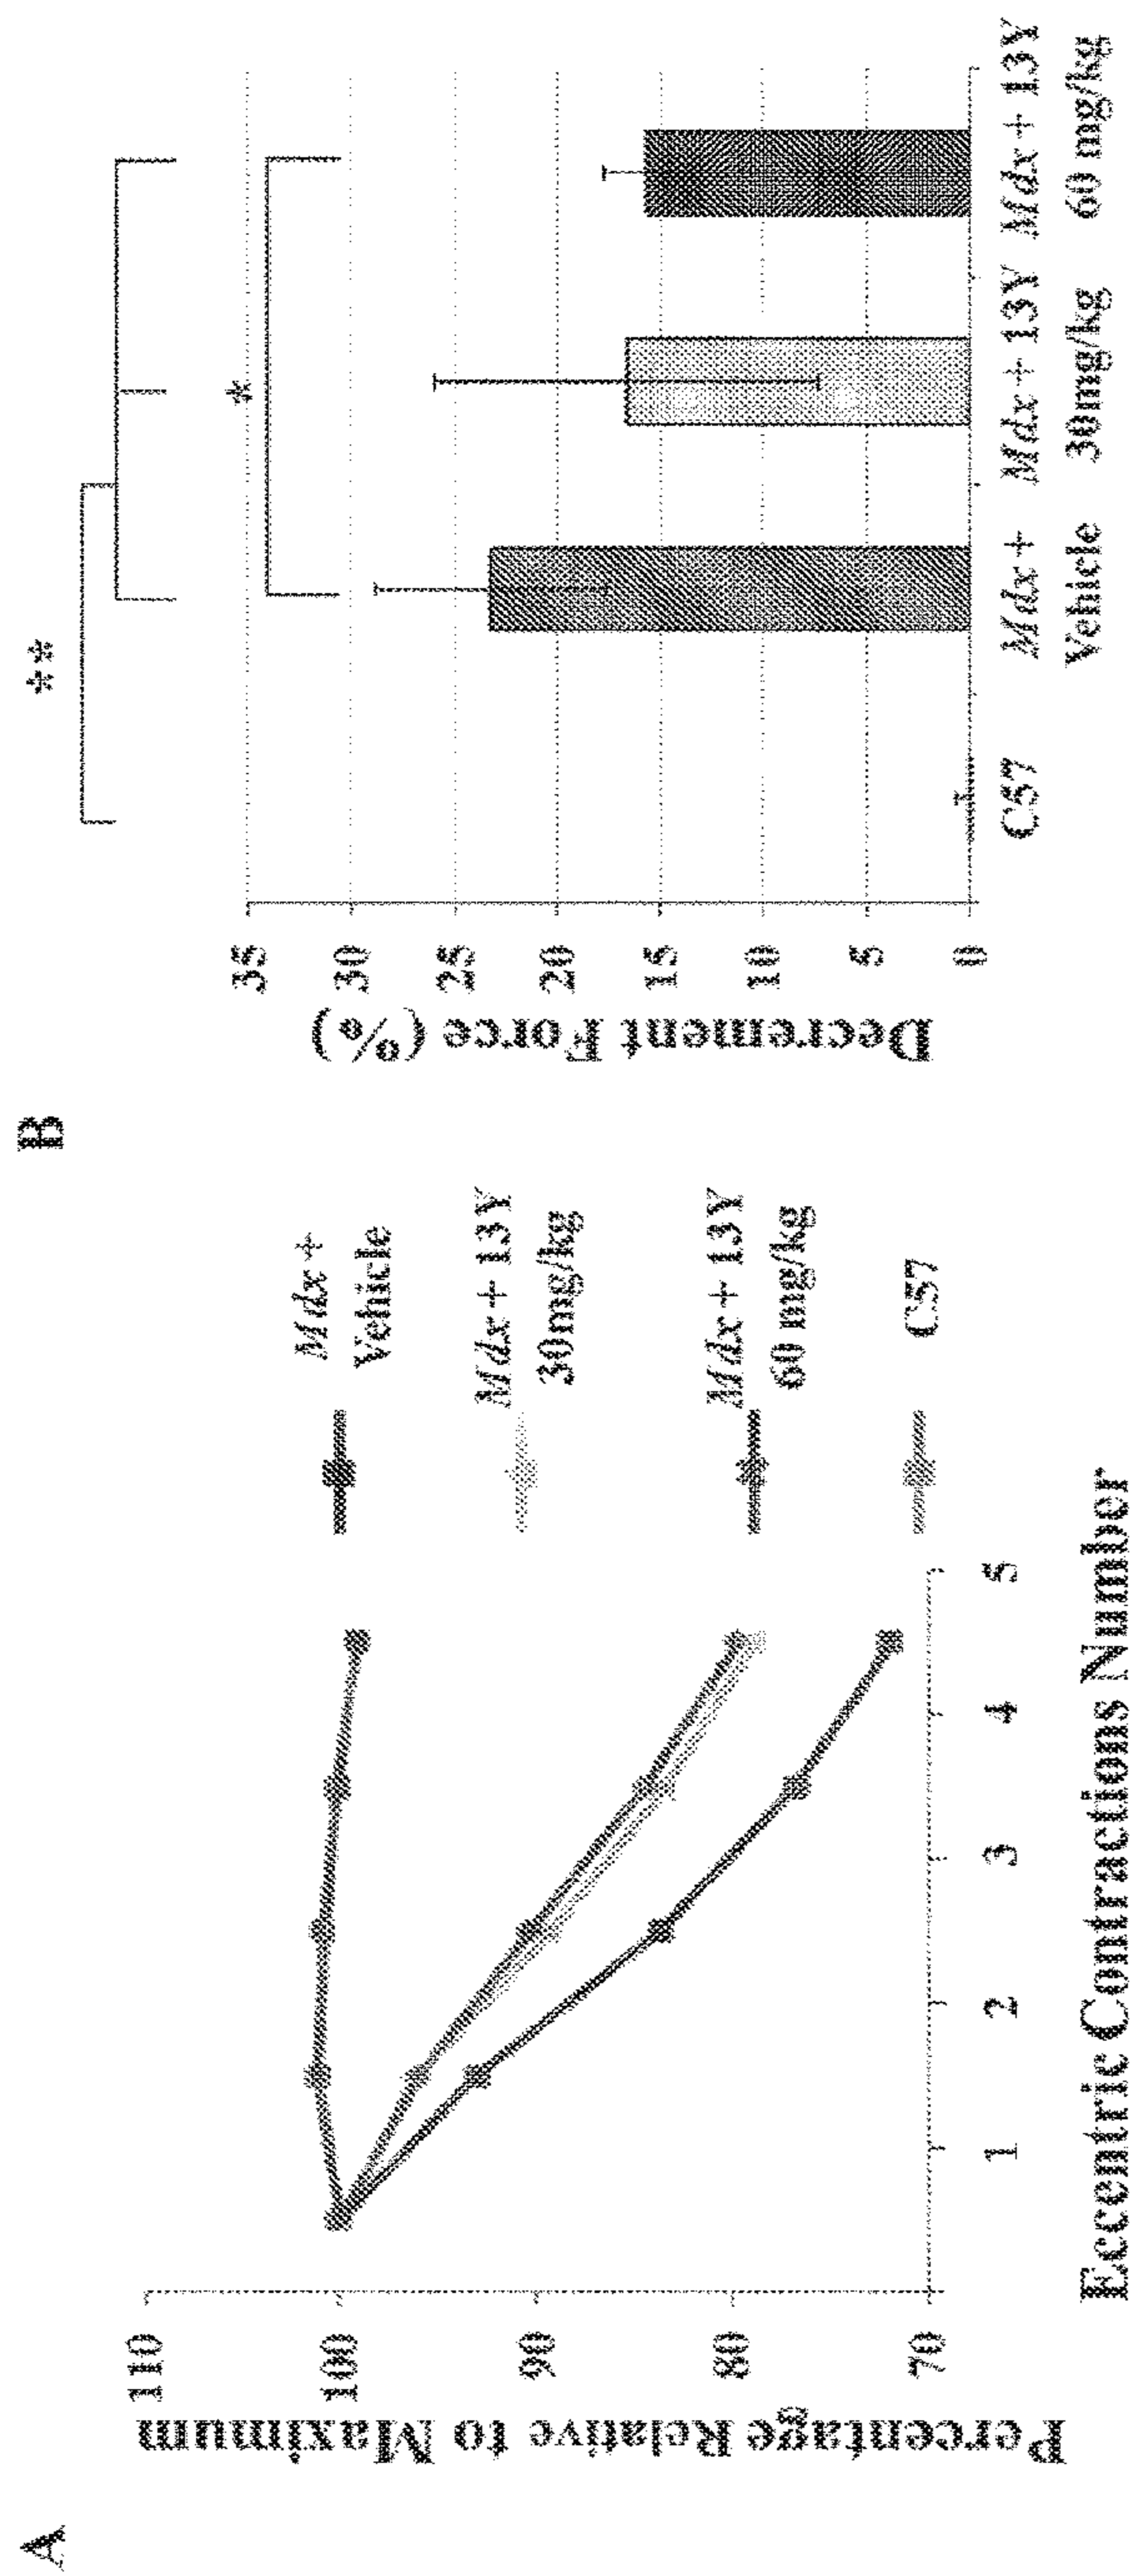 A
Percentage Relative to Maximum
110
100
90
80
70
1
2
3
4
5
Eccentric Contractions Number
Mdx +
Vehicle
Mdx + 13Y
30mg/kg
Mdx + 13Y
60 mg/kg
C57
B
Decrement Force (%)
35
30
25
20
15
10
5
0
**
*
C57
Mdx +
Vehicle
Mdx + 13Y
30mg/kg
Mdx + 13Y
60 mg/kg